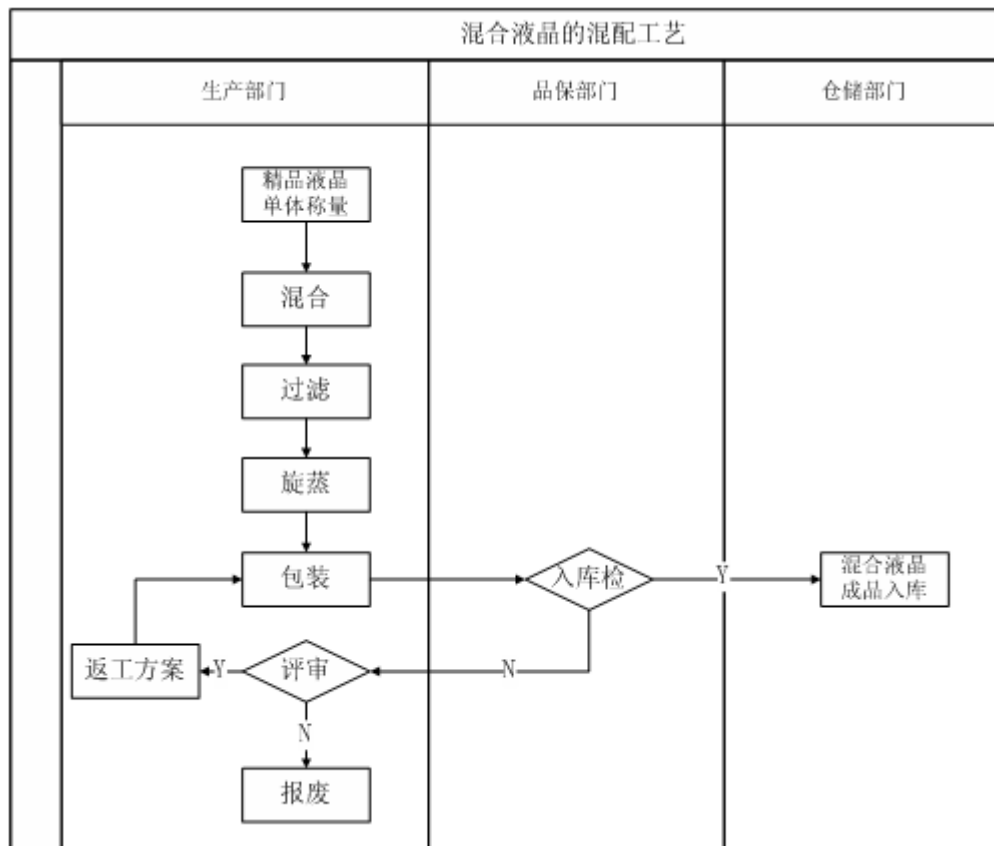 混合液晶的混配工艺
生产部门
品保部门
仓储部门
精品液晶
单体称量
混合
过滤
旋蒸
包装
入库检
Y
混合液晶
成品入库
返工方案
Y
评审
N
N
报废